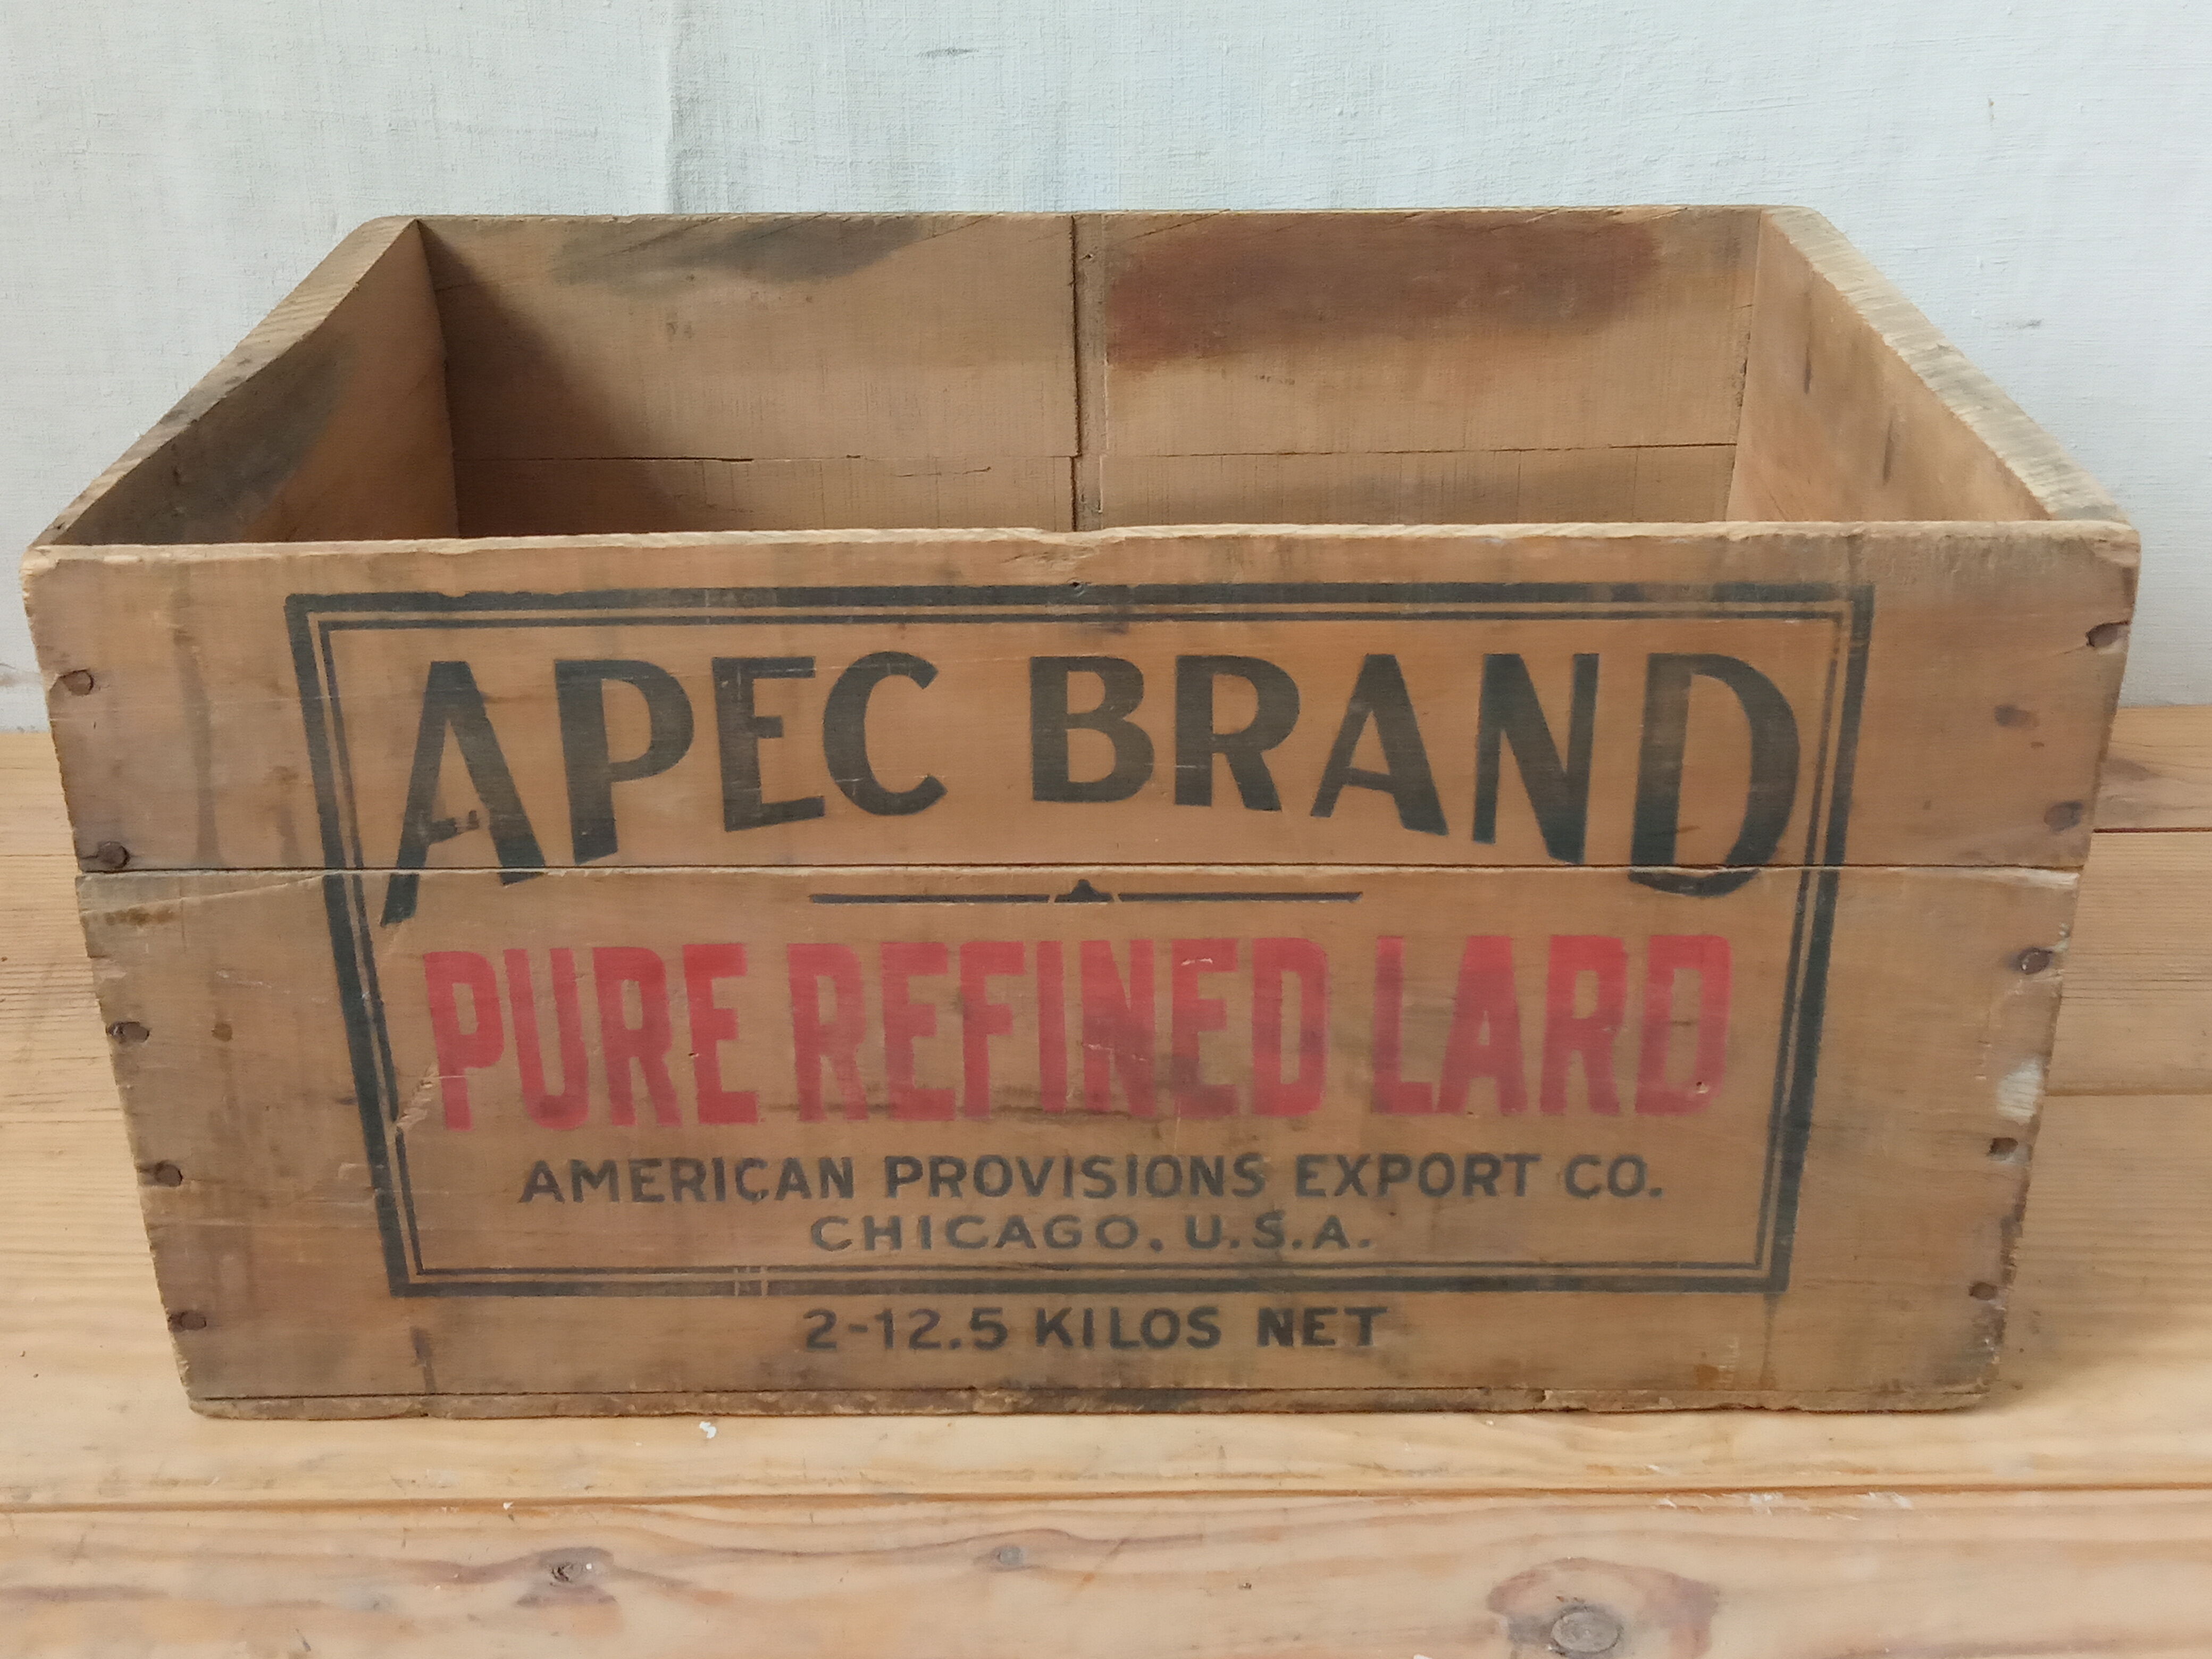 APEC BRAND
PURE REFINED LARD
AMERICAN PROVISIONS EXPORT CO.
CHICAGO, U.S.A.
2-12.5 KILOS NET